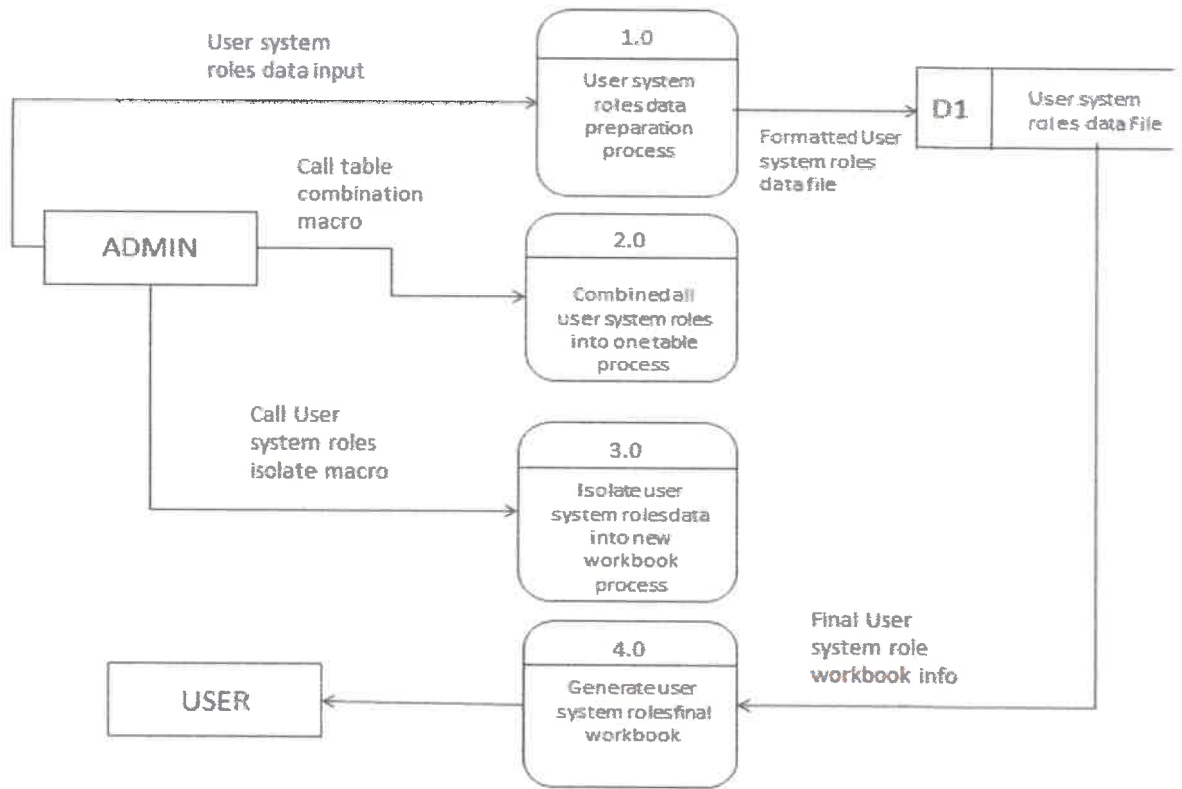 User system
roles data input
1.0
User system
roles data
preparation
process
Formatted User
system roles
data file
D1
User system
roles data File
Call table
combination
macro
ADMIN
2.0
Combined all
user system roles
into one table
process
Call User
system roles
isolate macro
3.0
Isolate user
system roles data
into new
workbook
process
Final User
system role
workbook info
4.0
Generate user
system roles final
workbook
USER